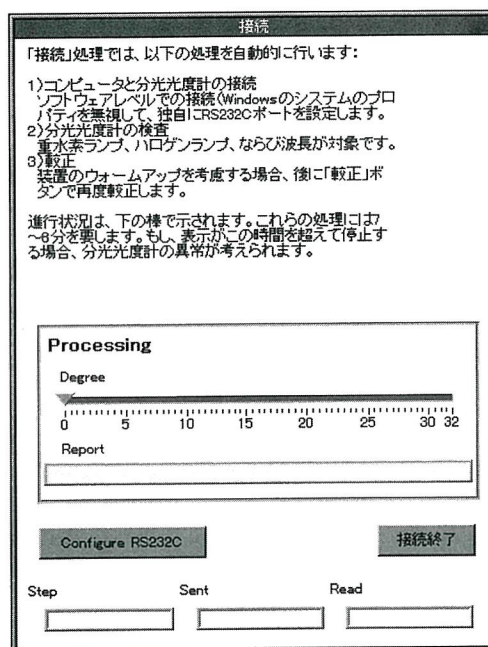 接続
「接続」処理では、以下の処理を自動的に行います：
1)コンピュータと分光光度計の接続
ソフトウェアレベルでの接続(Windowsのシステムのプロ
パティを無視して、独自にRS232Cポートを設定します。
2)分光光度計の検査
重水素ランプ、ハロゲンランプ、ならび波長が対象です。
3)較正
装置のウォームアップを考慮する場合、後に「較正」ボ
タンで再度較正します。
進行状況は、下の棒で示されます。これらの処理には7
～8分を要します。もし、表示がこの時間を超えて停止す
る場合、分光光度計の異常が考えられます。
Processing
Degree
0 5 10 15 20 25 30 32
Report
Configure RS232C 接続終了
Step Sent Read